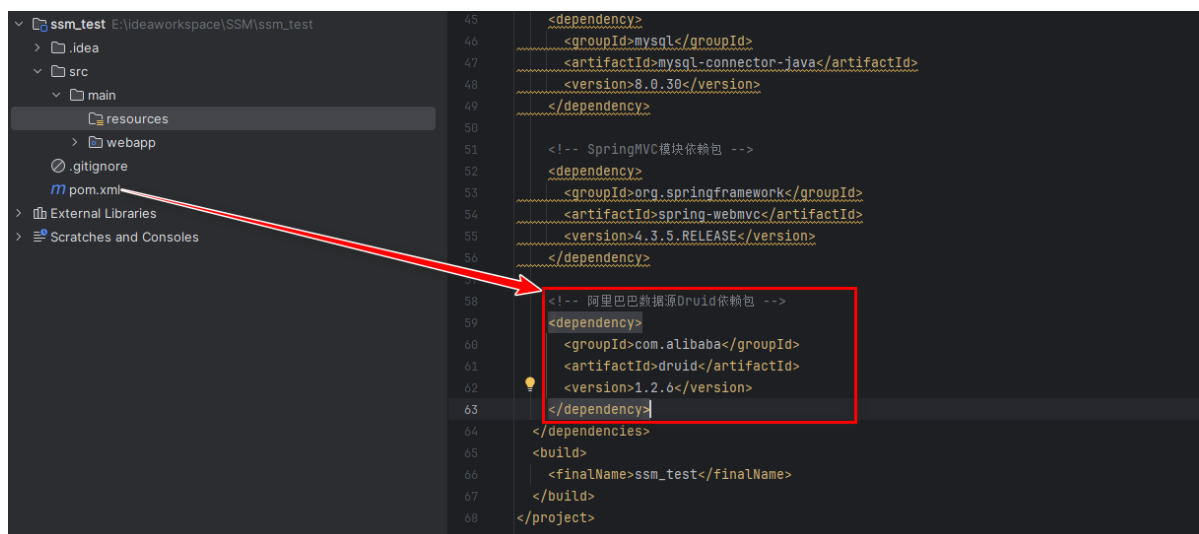 ssm_test E:\ideaworkspace\SSM\ssm_test
.idea
src
main
resources
webapp
.gitignore
m pom.xml
External Libraries
Scratches and Consoles
45 <dependency>
46 <groupId>mysql</groupId>
47 <artifactId>mysql-connector-java</artifactId>
48 <version>8.0.30</version>
49 </dependency>
50
51 <!-- SpringMVC模块依赖包 -->
52 <dependency>
53 <groupId>org.springframework</groupId>
54 <artifactId>spring-webmvc</artifactId>
55 <version>4.3.5.RELEASE</version>
56 </dependency>
57
58 <!-- 阿里巴巴数据源Druid依赖包 -->
59 <dependency>
60 <groupId>com.alibaba</groupId>
61 <artifactId>druid</artifactId>
62 <version>1.2.6</version>
63 </dependency>
64 </dependencies>
65 <build>
66 <finalName>ssm_test</finalName>
67 </build>
68 </project>